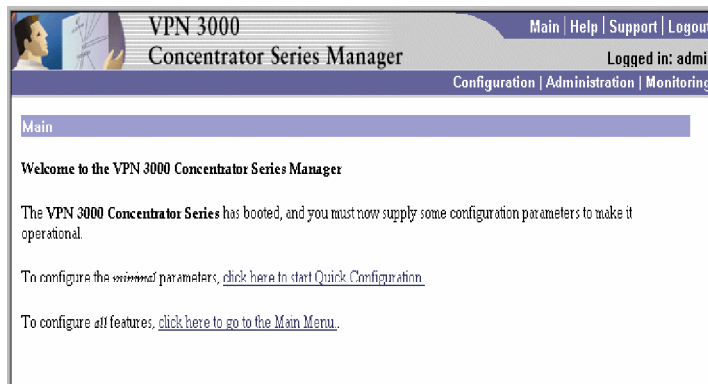 VPN 3000
Concentrator Series Manager
Main | Help | Support | Logout
Logged in: admi
Configuration | Administration | Monitoring
Main
Welcome to the VPN 3000 Concentrator Series Manager
The VPN 3000 Concentrator Series has booted, and you must now supply some configuration parameters to make it
operational.
To configure the minimal parameters, click here to start Quick Configuration.
To configure all features, click here to go to the Main Menu..